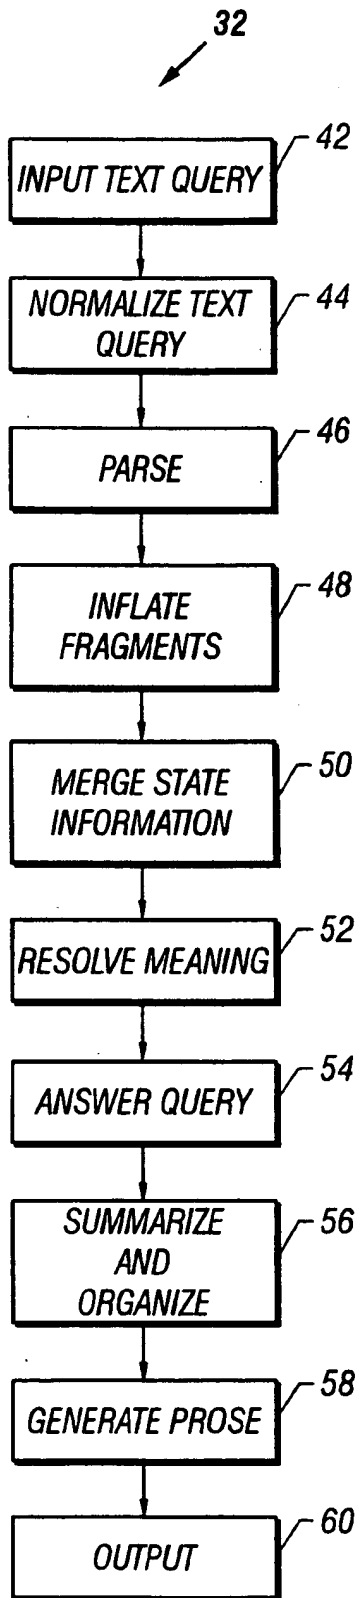 32
INPUT TEXT QUERY
42
NORMALIZE TEXT
QUERY
44
PARSE
46
INFLATE
FRAGMENTS
48
MERGE STATE
INFORMATION
50
RESOLVE MEANING
52
ANSWER QUERY
54
SUMMARIZE
AND
ORGANIZE
56
GENERATE PROSE
58
OUTPUT
60